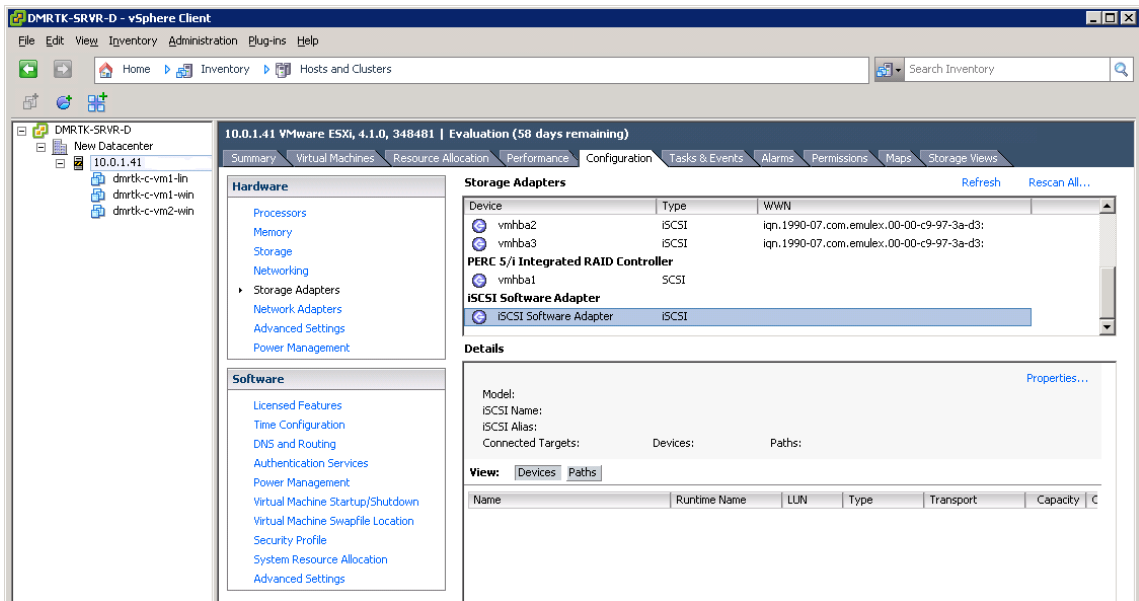 DMRTK-SRVR-D - vSphere Client
File Edit View Inventory Administration Plug-ins Help
Home Inventory Hosts and Clusters Search Inventory
DMRTK-SRVR-D
New Datacenter
10.0.1.41
dmrtk-c-vm1-lin
dmrtk-c-vm1-win
dmrtk-c-vm2-win
10.0.1.41 VMware ESXi, 4.1.0, 348481 | Evaluation (58 days remaining)
Summary Virtual Machines Resource Allocation Performance Configuration Tasks & Events Alarms Permissions Maps Storage Views
Hardware
Processors
Memory
Storage
Networking
Storage Adapters
Network Adapters
Advanced Settings
Power Management
Software
Licensed Features
Time Configuration
DNS and Routing
Authentication Services
Power Management
Virtual Machine Startup/Shutdown
Virtual Machine Swapfile Location
Security Profile
System Resource Allocation
Advanced Settings
Storage Adapters Refresh Rescan All...
Device Type WWN
vmhba2 iSCSI iqn.1990-07.com.emulex.00-00-c9-97-3a-d3:
vmhba3 iSCSI iqn.1990-07.com.emulex.00-00-c9-97-3a-d3:
PERC 5/i Integrated RAID Controller
vmhba1 SCSI
iSCSI Software Adapter
iSCSI Software Adapter iSCSI
Details
Properties...
Model:
iSCSI Name:
iSCSI Alias:
Connected Targets: Devices: Paths:
View: Devices Paths
Name Runtime Name LUN Type Transport Capacity C